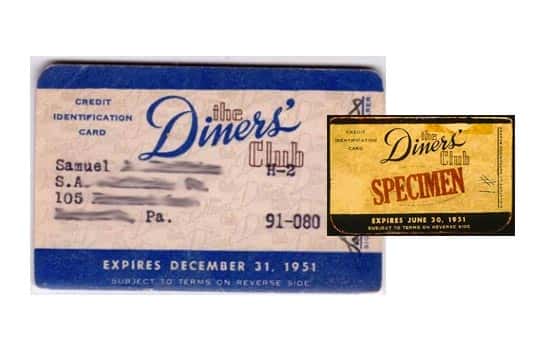 CREDIT
IDENTIFICATION
CARD
the
Diners'
Club
Samuel
H-2
S.A.
105
Pa. 91-080
EXPIRES DECEMBER 31, 1951
SUBJECT TO TERMS ON REVERSE SIDE
CREDIT
IDENTIFICATION
CARD
the
Diners'
Club
SPECIMEN
EXPIRES JUNE 30, 1951
SUBJECT TO TERMS ON REVERSE SIDE